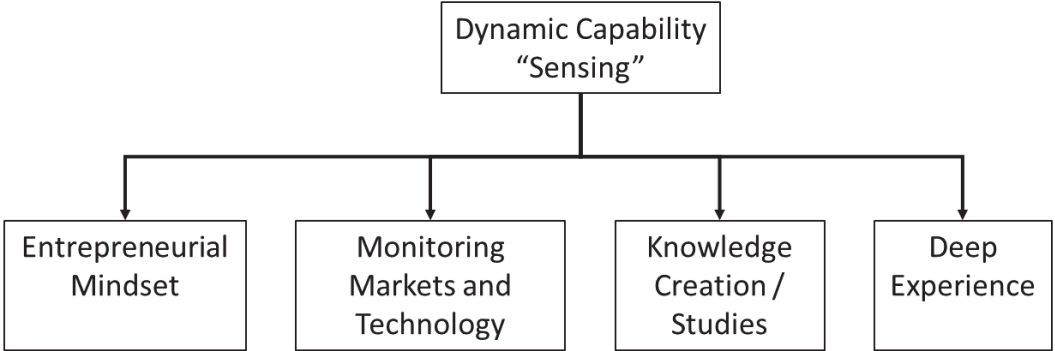 Dynamic Capability
“Sensing”
Entrepreneurial
Mindset
Monitoring
Markets and
Technology
Knowledge
Creation /
Studies
Deep
Experience